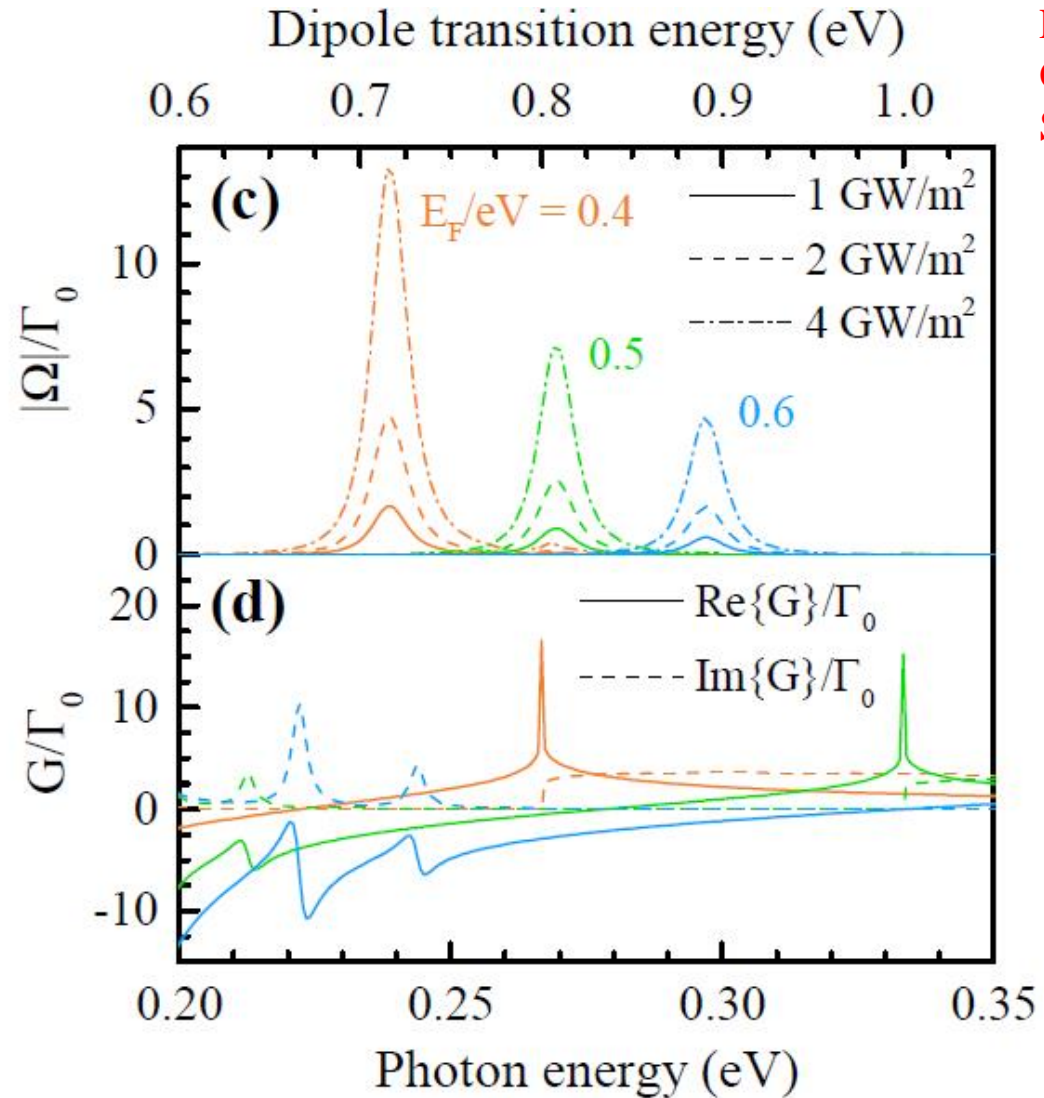 Dipole transition energy (eV)
0.6 0.7 0.8 0.9 1.0
(c)
E_F/eV = 0.4
0.5
0.6
1 GW/m²
2 GW/m²
4 GW/m²
|Ω|/Γ₀
10
5
0
(d)
Re{G}/Γ₀
Im{G}/Γ₀
G/Γ₀
20
10
0
-10
0.20 0.25 0.30 0.35
Photon energy (eV)